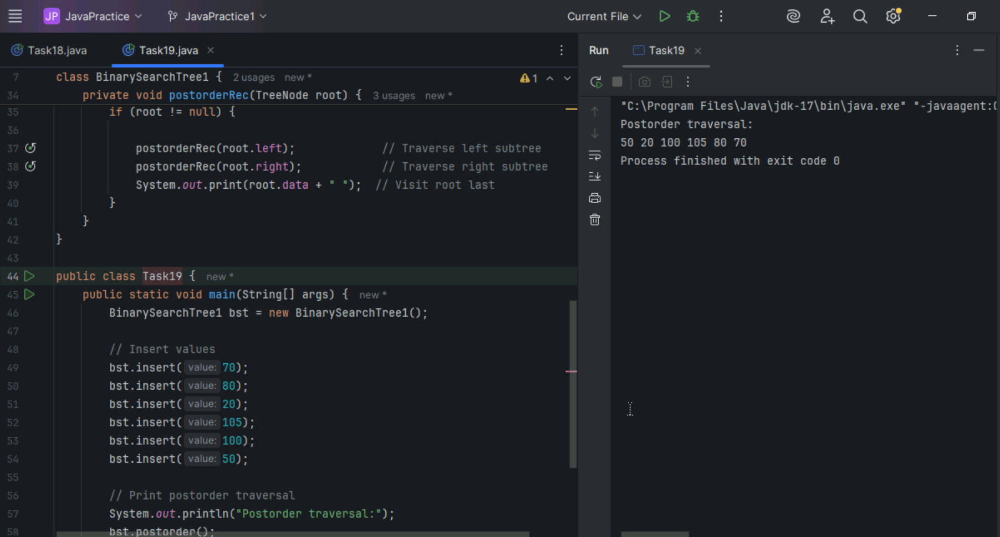 JP JavaPractice JavaPractice1 Current File
Task18.java Task19.java
7 class BinarySearchTree1 { 2 usages new * 1
34 private void postorderRec(TreeNode root) { 3 usages new *
35 if (root != null) {
36
37 postorderRec(root.left); // Traverse left subtree
38 postorderRec(root.right); // Traverse right subtree
39 System.out.print(root.data + " "); // Visit root last
40 }
41 }
42 }
43
44 public class Task19 { new *
45 public static void main(String[] args) { new *
46 BinarySearchTree1 bst = new BinarySearchTree1();
47
48 // Insert values
49 bst.insert( value: 70);
50 bst.insert( value: 80);
51 bst.insert( value: 20);
52 bst.insert( value: 105);
53 bst.insert( value: 100);
54 bst.insert( value: 50);
55
56 // Print postorder traversal
57 System.out.println("Postorder traversal:");
58 bst.postorder();
Run Task19
"C:\Program Files\Java\jdk-17\bin\java.exe" "-javaagent:
Postorder traversal:
50 20 100 105 80 70
Process finished with exit code 0